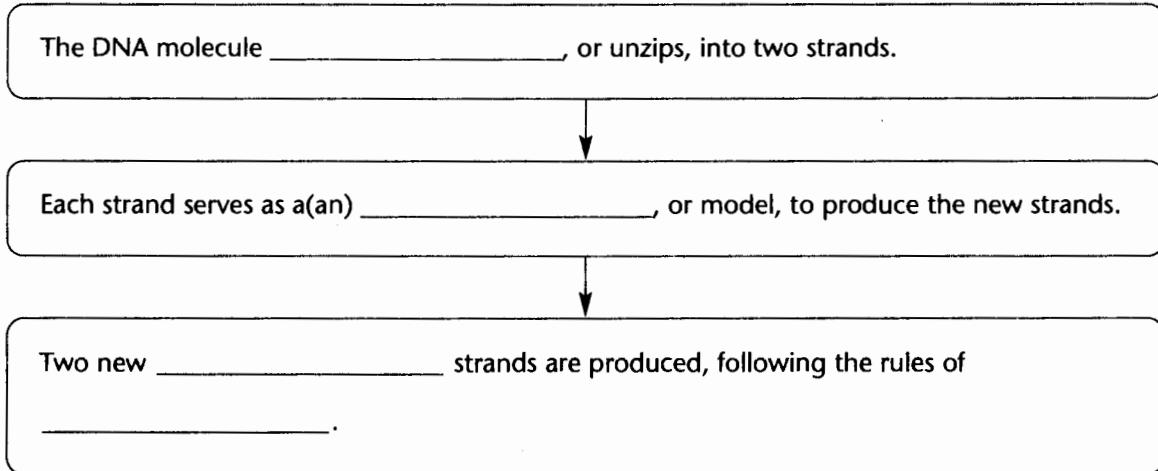 The DNA molecule ____________________, or unzips, into two strands.
Each strand serves as a(an) ____________________, or model, to produce the new strands.
Two new ____________________ strands are produced, following the rules of
____________________.